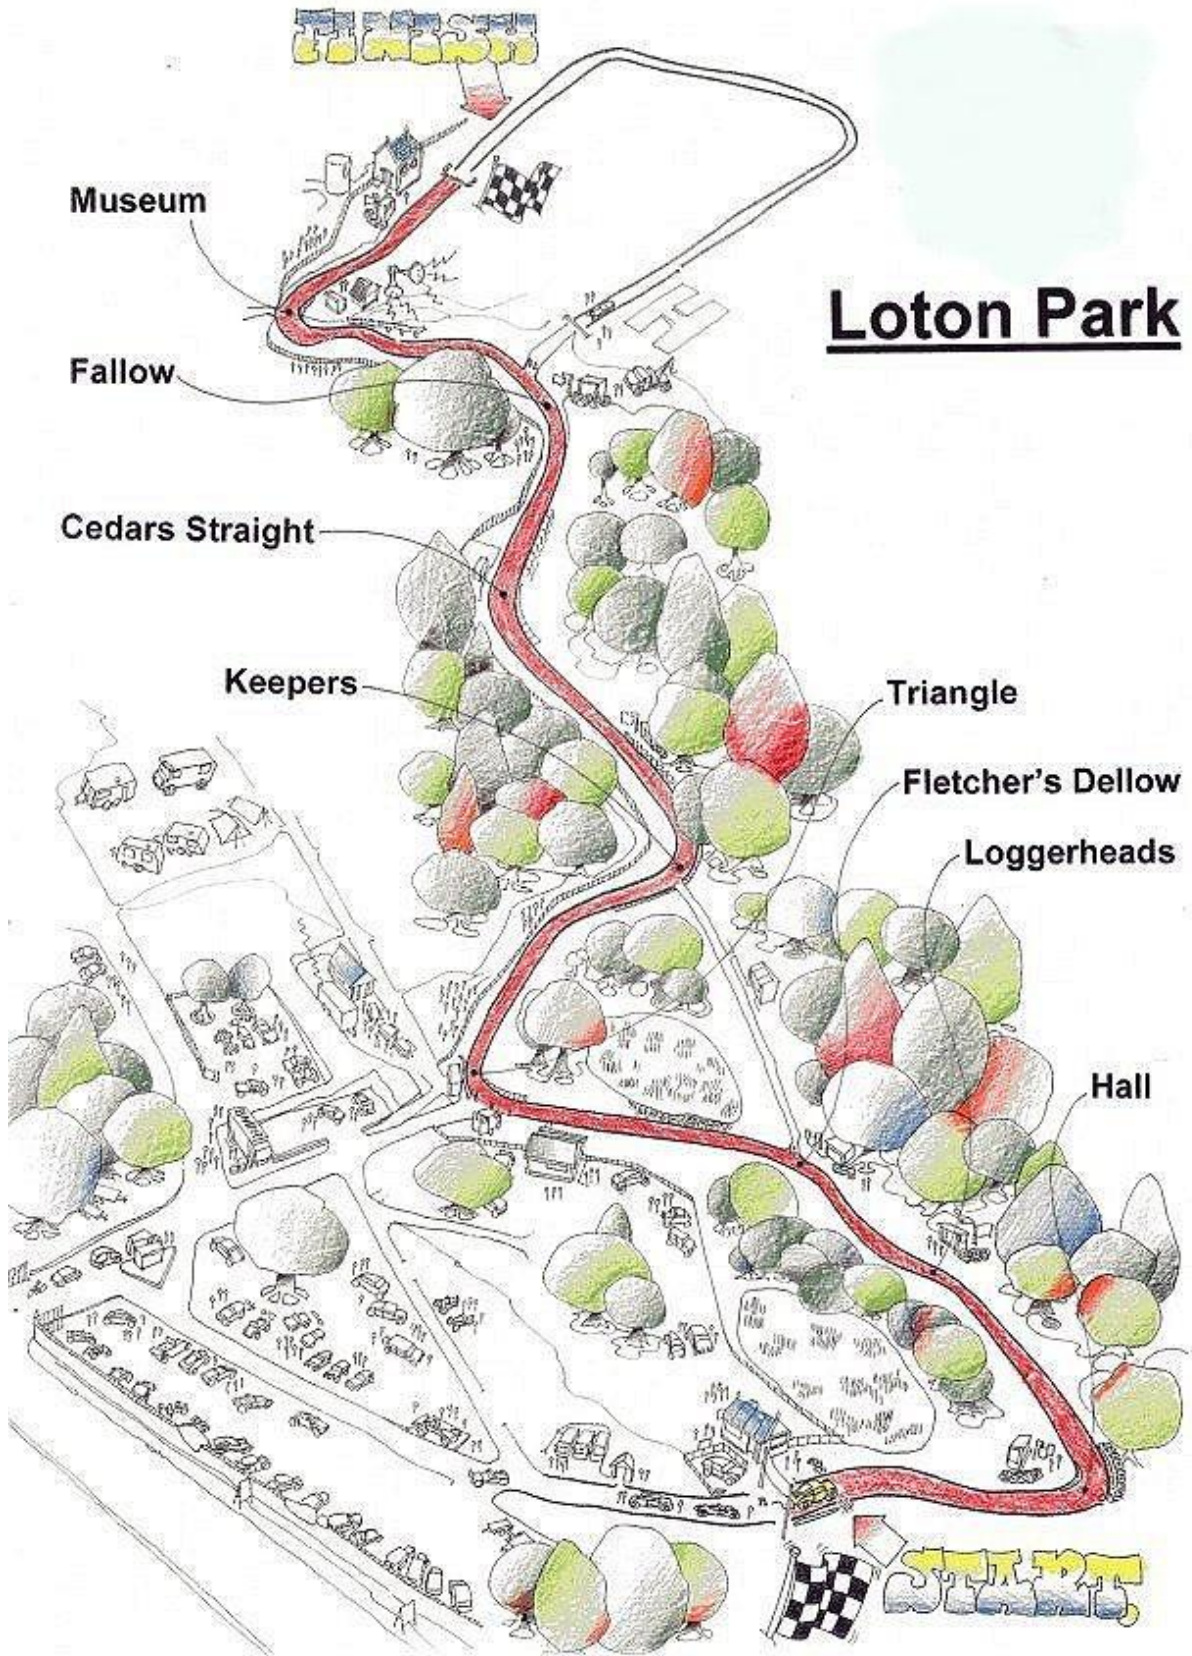 FINISH
Museum
Loton Park
Fallow
Cedars Straight
Keepers
Triangle
Fletcher's Dellow
Loggerheads
Hall
START